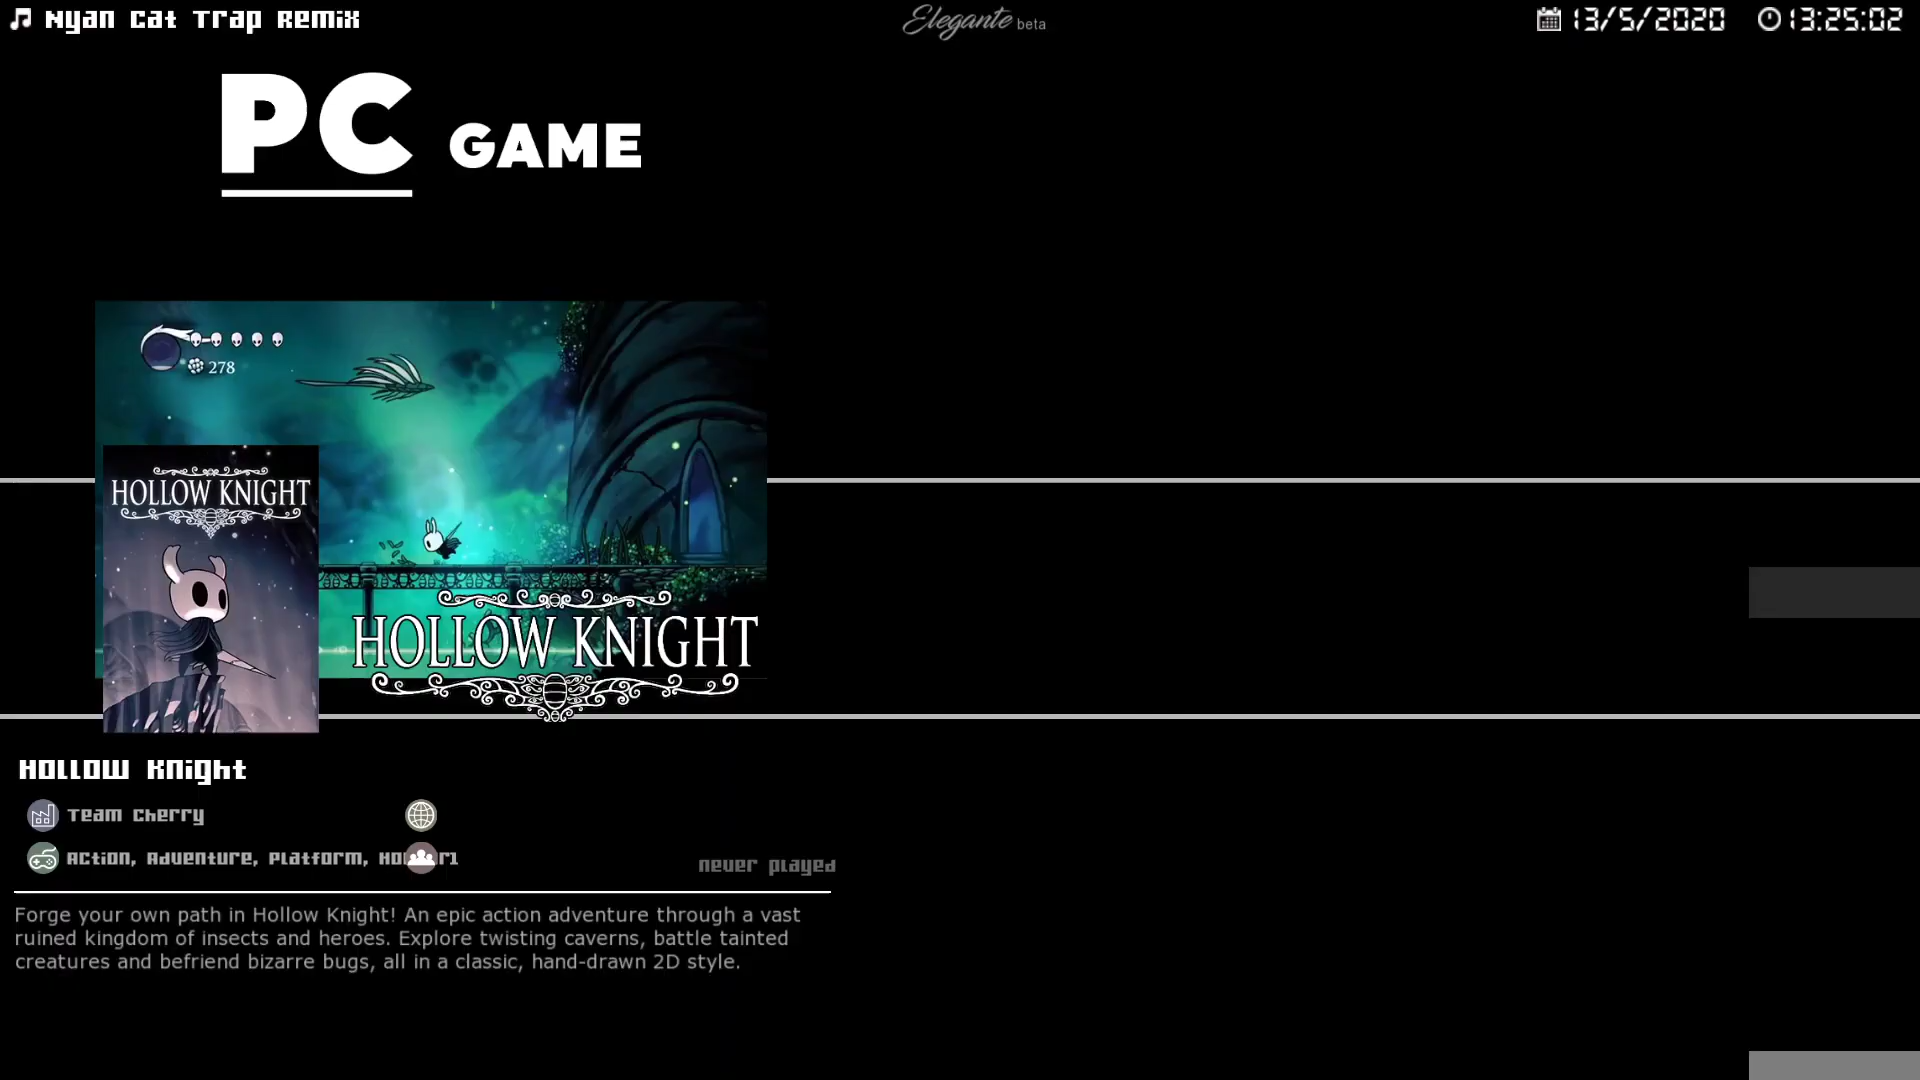 Nyan Cat Trap Remix
Elegante beta
13/5/2020
13:25:02
PC GAME
278
HOLLOW KNIGHT
HOLLOW KNIGHT
Hollow Knight
Team Cherry
Action, Adventure, Platform,
never played
Forge your own path in Hollow Knight! An epic action adventure through a vast
ruined kingdom of insects and heroes. Explore twisting caverns, battle tainted
creatures and befriend bizarre bugs, all in a classic, hand-drawn 2D style.